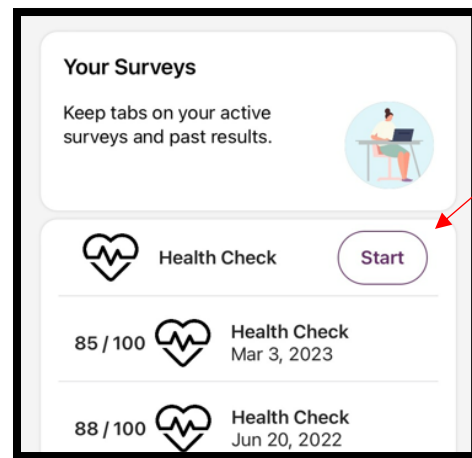 Your Surveys
Keep tabs on your active
surveys and past results.
Health Check Start
85 / 100 Health Check
Mar 3, 2023
88 / 100 Health Check
Jun 20, 2022